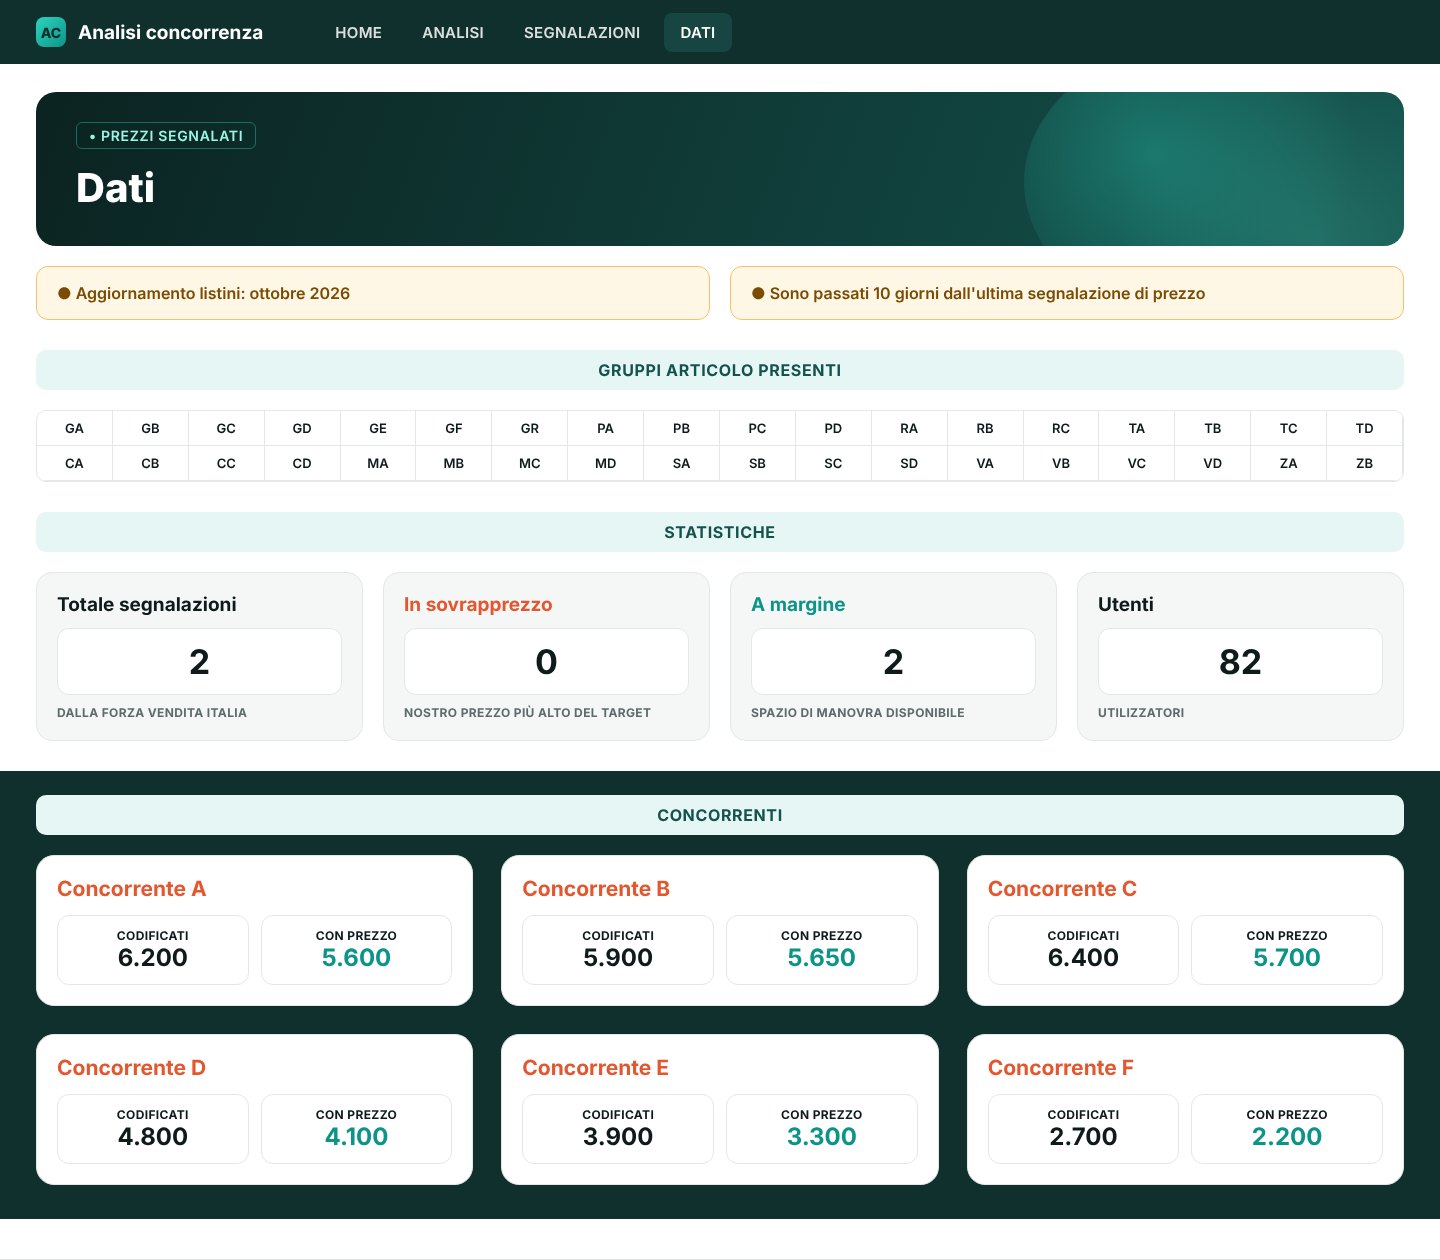 AC Analisi concorrenza HOME ANALISI SEGNALAZIONI DATI
• PREZZI SEGNALATI
Dati
● Aggiornamento listini: ottobre 2026
● Sono passati 10 giorni dall'ultima segnalazione di prezzo
GRUPPI ARTICOLO PRESENTI
GA GB GC GD GE GF GR PA PB PC PD RA RB RC TA TB TC TD
CA CB CC CD MA MB MC MD SA SB SC SD VA VB VC VD ZA ZB
STATISTICHE
Totale segnalazioni
2
DALLA FORZA VENDITA ITALIA
In sovrapprezzo
0
NOSTRO PREZZO PIÙ ALTO DEL TARGET
A margine
2
SPAZIO DI MANOVRA DISPONIBILE
Utenti
82
UTILIZZATORI
CONCORRENTI
Concorrente A
CODIFICATI
6.200
CON PREZZO
5.600
Concorrente B
CODIFICATI
5.900
CON PREZZO
5.650
Concorrente C
CODIFICATI
6.400
CON PREZZO
5.700
Concorrente D
CODIFICATI
4.800
CON PREZZO
4.100
Concorrente E
CODIFICATI
3.900
CON PREZZO
3.300
Concorrente F
CODIFICATI
2.700
CON PREZZO
2.200